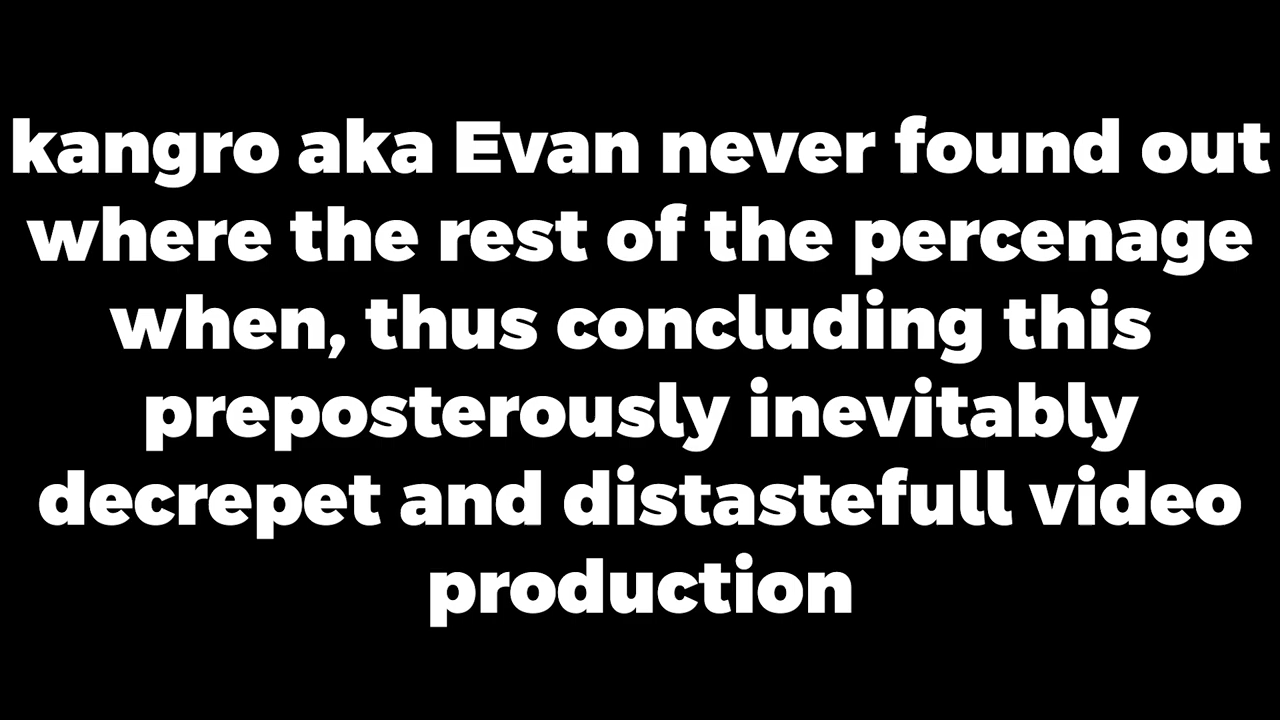 kangro aka Evan never found out
where the rest of the percenage
when, thus concluding this
preposterously inevitably
decrepet and distastefull video
production